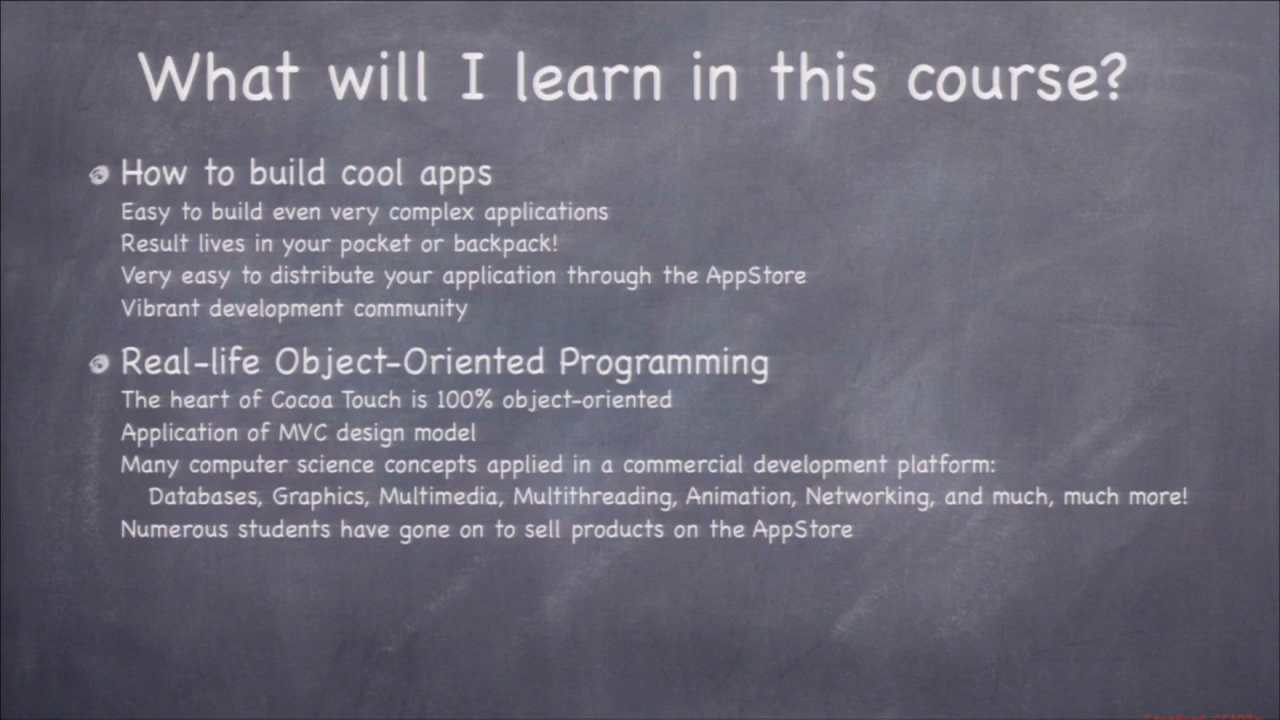 What will I learn in this course?
How to build cool apps
Easy to build even very complex applications
Result lives in your pocket or backpack!
Very easy to distribute your application through the AppStore
Vibrant development community
Real-life Object-Oriented Programming
The heart of Cocoa Touch is 100% object-oriented
Application of MVC design model
Many computer science concepts applied in a commercial development platform:
Databases, Graphics, Multimedia, Multithreading, Animation, Networking, and much, much more!
Numerous students have gone on to sell products on the AppStore